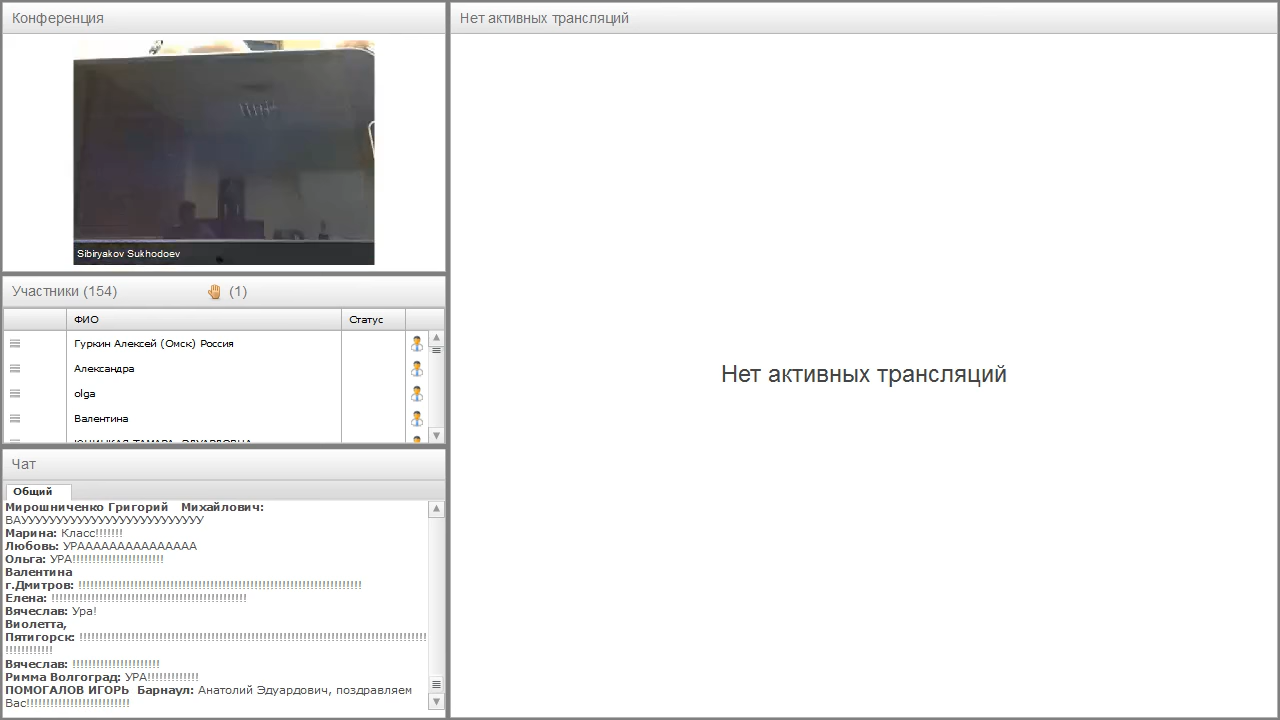 Конференция
Нет активных трансляций
Sibiryakov Sukhodoev
Участники (154)
(1)
ФИО
Статус
Гуркин Алексей (Омск) Россия
Александра
olga
Валентина
Нет активных трансляций
Чат
Общий
Мирошниченко Григорий Михайлович:
ВАУУУУУУУУУУУУУУУУУУУУУУУУУУ
Марина: Класс!!!!!!!
Любовь: УРАААААААААААААААА
Ольга: УРА!!!!!!!!!!!!!!!!!!!!!!!
Валентина
г.Дмитров: !!!!!!!!!!!!!!!!!!!!!!!!!!!!!!!!!!!!!!!!!!!!!!!!!!!!!!!!!!!!!!!!!!!!!!!
Елена: !!!!!!!!!!!!!!!!!!!!!!!!!!!!!!!!!!!!!!!!!!!!!!!!!
Вячеслав: Ура!
Виолетта,
Пятигорск: !!!!!!!!!!!!!!!!!!!!!!!!!!!!!!!!!!!!!!!!!!!!!!!!!!!!!!!!!!!!!!!!!!!!!!!!!!!!!!!!!!!!!!!
!!!!!!!!!!!!
Вячеслав: !!!!!!!!!!!!!!!!!!!!!!
Римма Волгоград: УРА!!!!!!!!!!!!!
ПОМОГАЛОВ ИГОРЬ Барнаул: Анатолий Эдуардович, поздравляем
Вас!!!!!!!!!!!!!!!!!!!!!!!!!!